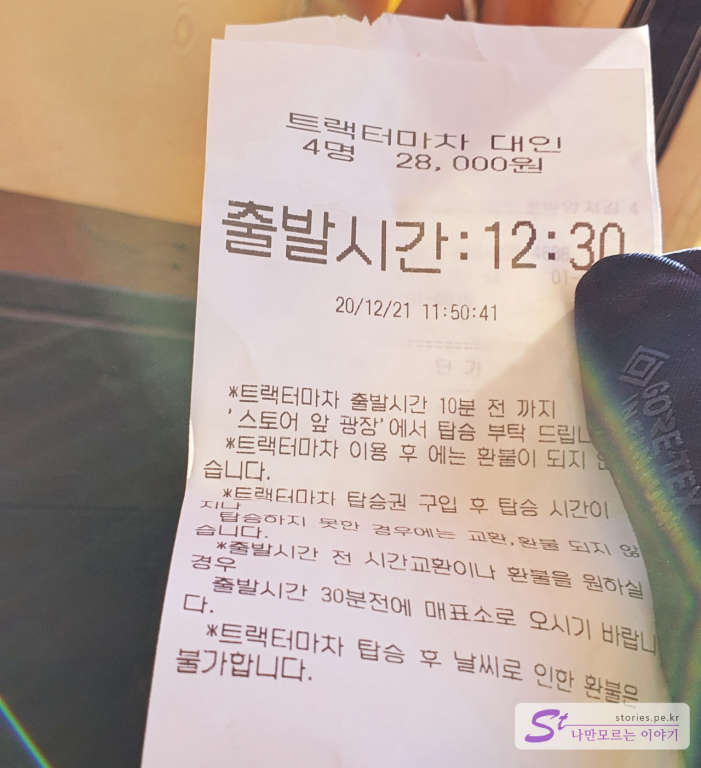 트랙터마차 대인
4명 28,000원
출발시간:12:30
20/12/21 11:50:41
단 가
*트랙터마차 출발시간 10분 전 까지
'스토어 앞 광장'에서 탑승 부탁 드립니
*트랙터마차 이용 후 에는 환불이 되지 않
습니다.
*트랙터마차 탑승권 구입 후 탑승 시간이
지나
탑승하지 못한 경우에는 교환,환불 되지 않
습니다.
*출발시간 전 시간교환이나 환불을 원하실
경우
출발시간 30분전에 매표소로 오시기 바랍니
다.
*트랙터마차 탑승 후 날씨로 인한 환불은
불가합니다.
GORE-TEX
St
stories.pe.kr
나만모르는 이야기